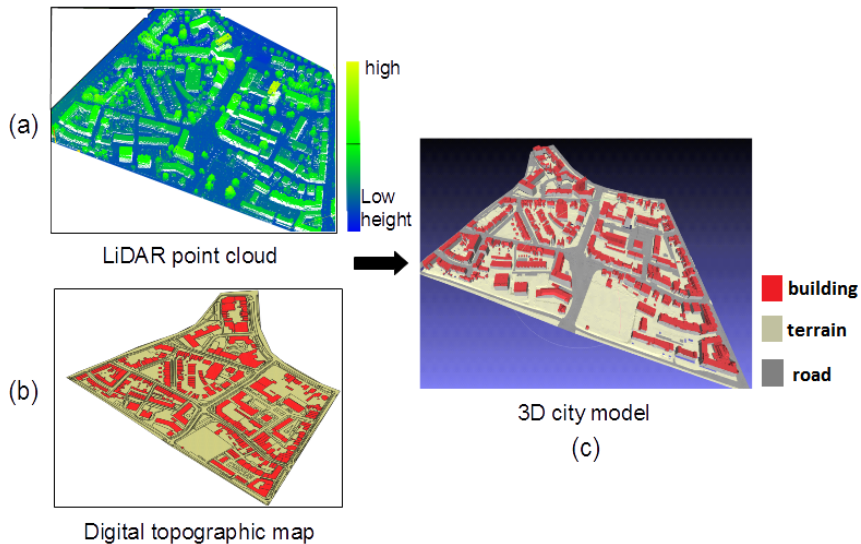 (a)
high
Low
height
LiDAR point cloud
(b)
Digital topographic map
3D city model
(c)
building
terrain
road